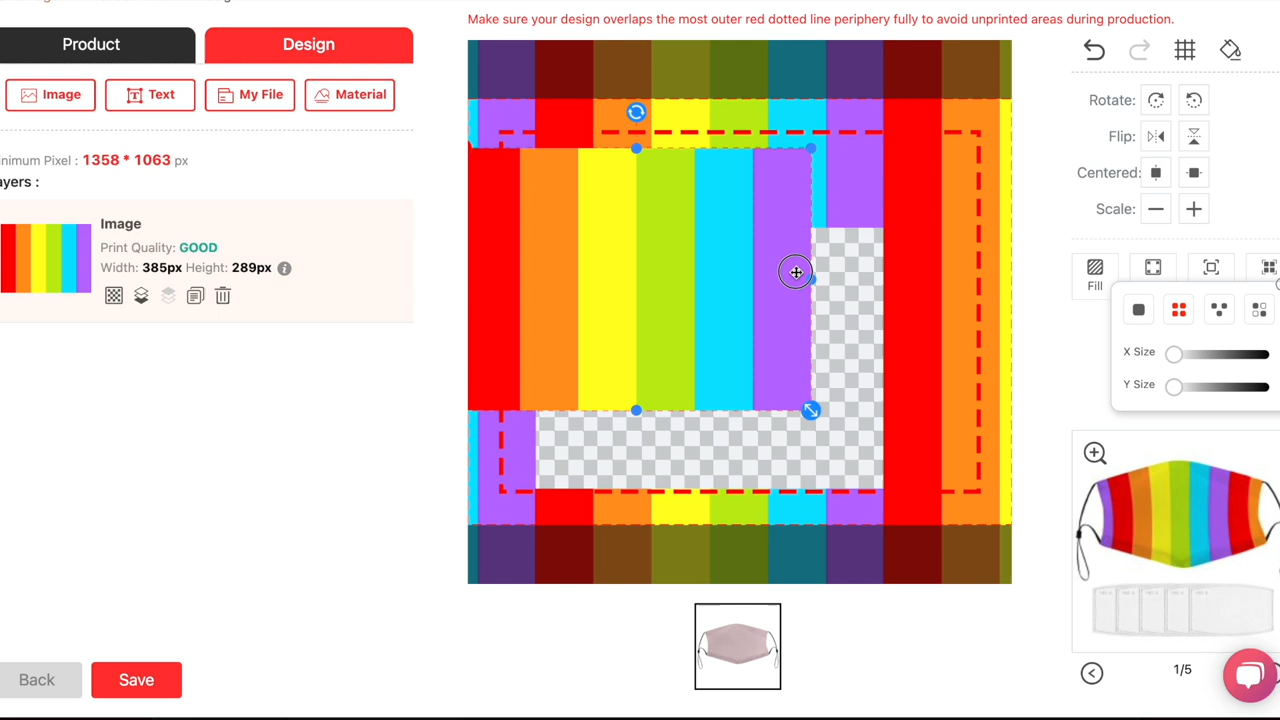 Make sure your design overlaps the most outer red dotted line periphery fully to avoid unprinted areas during production.
Product
Design
Image
Text
My File
Material
nimum Pixel : 1358 * 1063 px
ayers :
Image
Print Quality: GOOD
Width: 385px Height: 289px
Rotate:
Flip:
Centered:
Scale:
Fill
X Size
Y Size
1/5
Back
Save